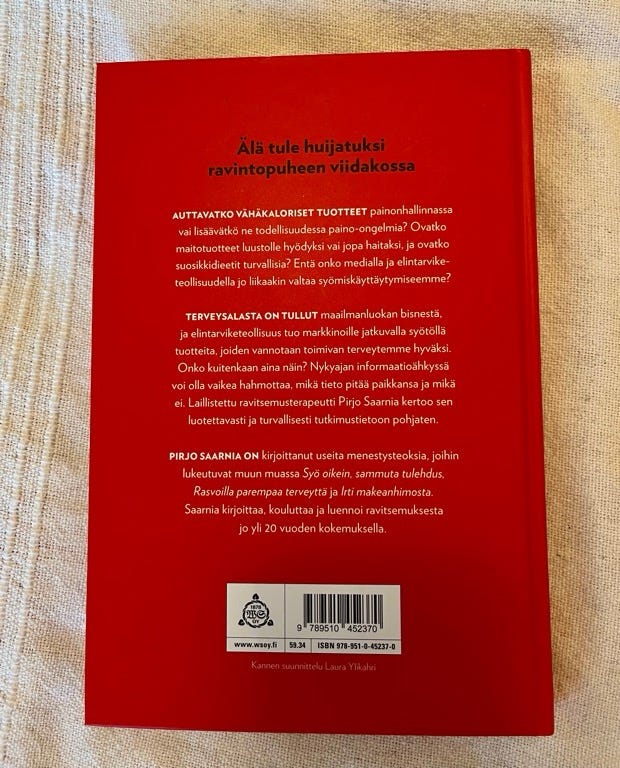 Älä tule huijatuksi
ravintopuheen viidakossa
AUTTAVATKO VÄHÄKALORISET TUOTTEET painonhallinnassa
vai lisäävätkö ne todellisuudessa paino-ongelmia? Ovatko
maitotuotteet luustolle hyödyksi vai jopa haitaksi, ja ovatko
suosikkidieetit turvallisia? Entä onko medialla ja elintarvike-
teollisuudella jo liikaakin valtaa syömiskäyttäytymiseemme?
TERVEYSALASTA ON TULLUT maailmanluokan bisnestä,
ja elintarviketeollisuus tuo markkinoille jatkuvalla syötöllä
tuotteita, joiden vannotaan toimivan terveytemme hyväksi.
Onko kuitenkaan aina näin? Nykyajan informaatioähkyssä
voi olla vaikea hahmottaa, mikä tieto pitää paikkansa ja mikä
ei. Laillistettu ravitsemusterapeutti Pirjo Saarnia kertoo sen
luotettavasti ja turvallisesti tutkimustietoon pohjaten.
PIRJO SAARNIA ON kirjoittanut useita menestysteoksia, joihin
lukeutuvat muun muassa Syö oikein, sammuta tulehdus,
Rasvoilla parempaa terveyttä ja Irti makeanhimosta.
Saarnia kirjoittaa, kouluttaa ja luennoi ravitsemuksesta
jo yli 20 vuoden kokemuksella.
1878
WS
OY
9 789510 452370
www.wsoy.fi 59.34 ISBN 978-951-0-45237-0
Kannen suunnittelu Laura Ylikahri